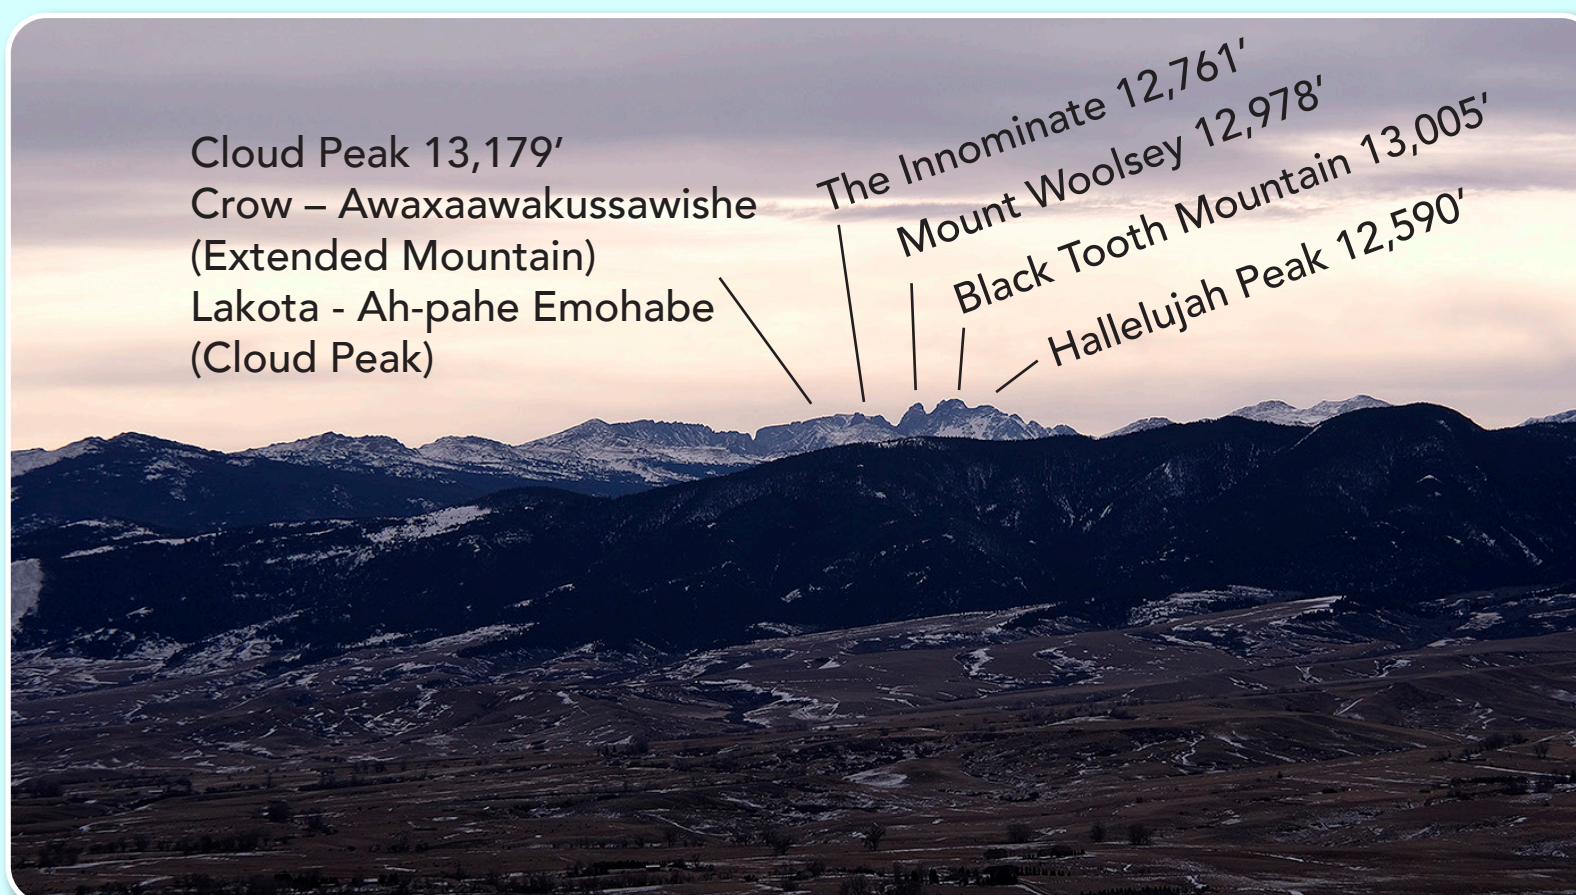 Cloud Peak 13,179′
Crow – Awaxaawakussawishe
(Extended Mountain)
Lakota - Ah-pahe Emohabe
(Cloud Peak)
The Innominate 12,761′
Mount Woolsey 12,978′
Black Tooth Mountain 13,005′
Hallelujah Peak 12,590′